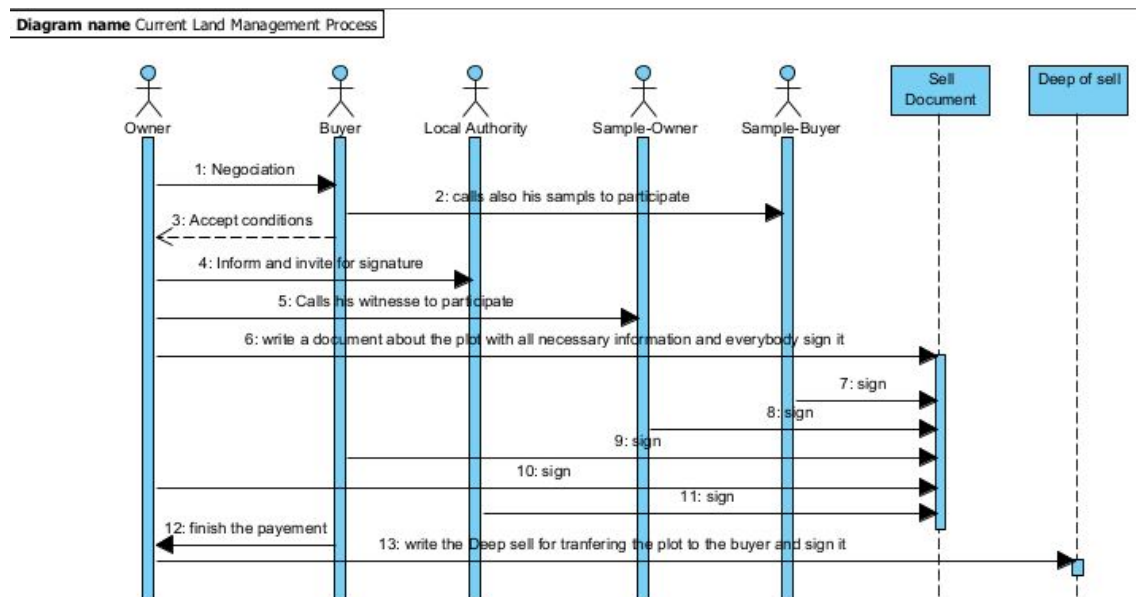 Diagram name Current Land Management Process
Owner
Buyer
Local Authority
Sample-Owner
Sample-Buyer
Sell
Document
Deep of sell
1: Negociation
2: calls also his sampls to participate
3: Accept conditions
4: Inform and invite for signature
5: Calls his witnesse to participate
6: write a document about the plot with all necessary information and everybody sign it
7: sign
8: sign
9: sign
10: sign
11: sign
12: finish the payement
13: write the Deep sell for tranfering the plot to the buyer and sign it